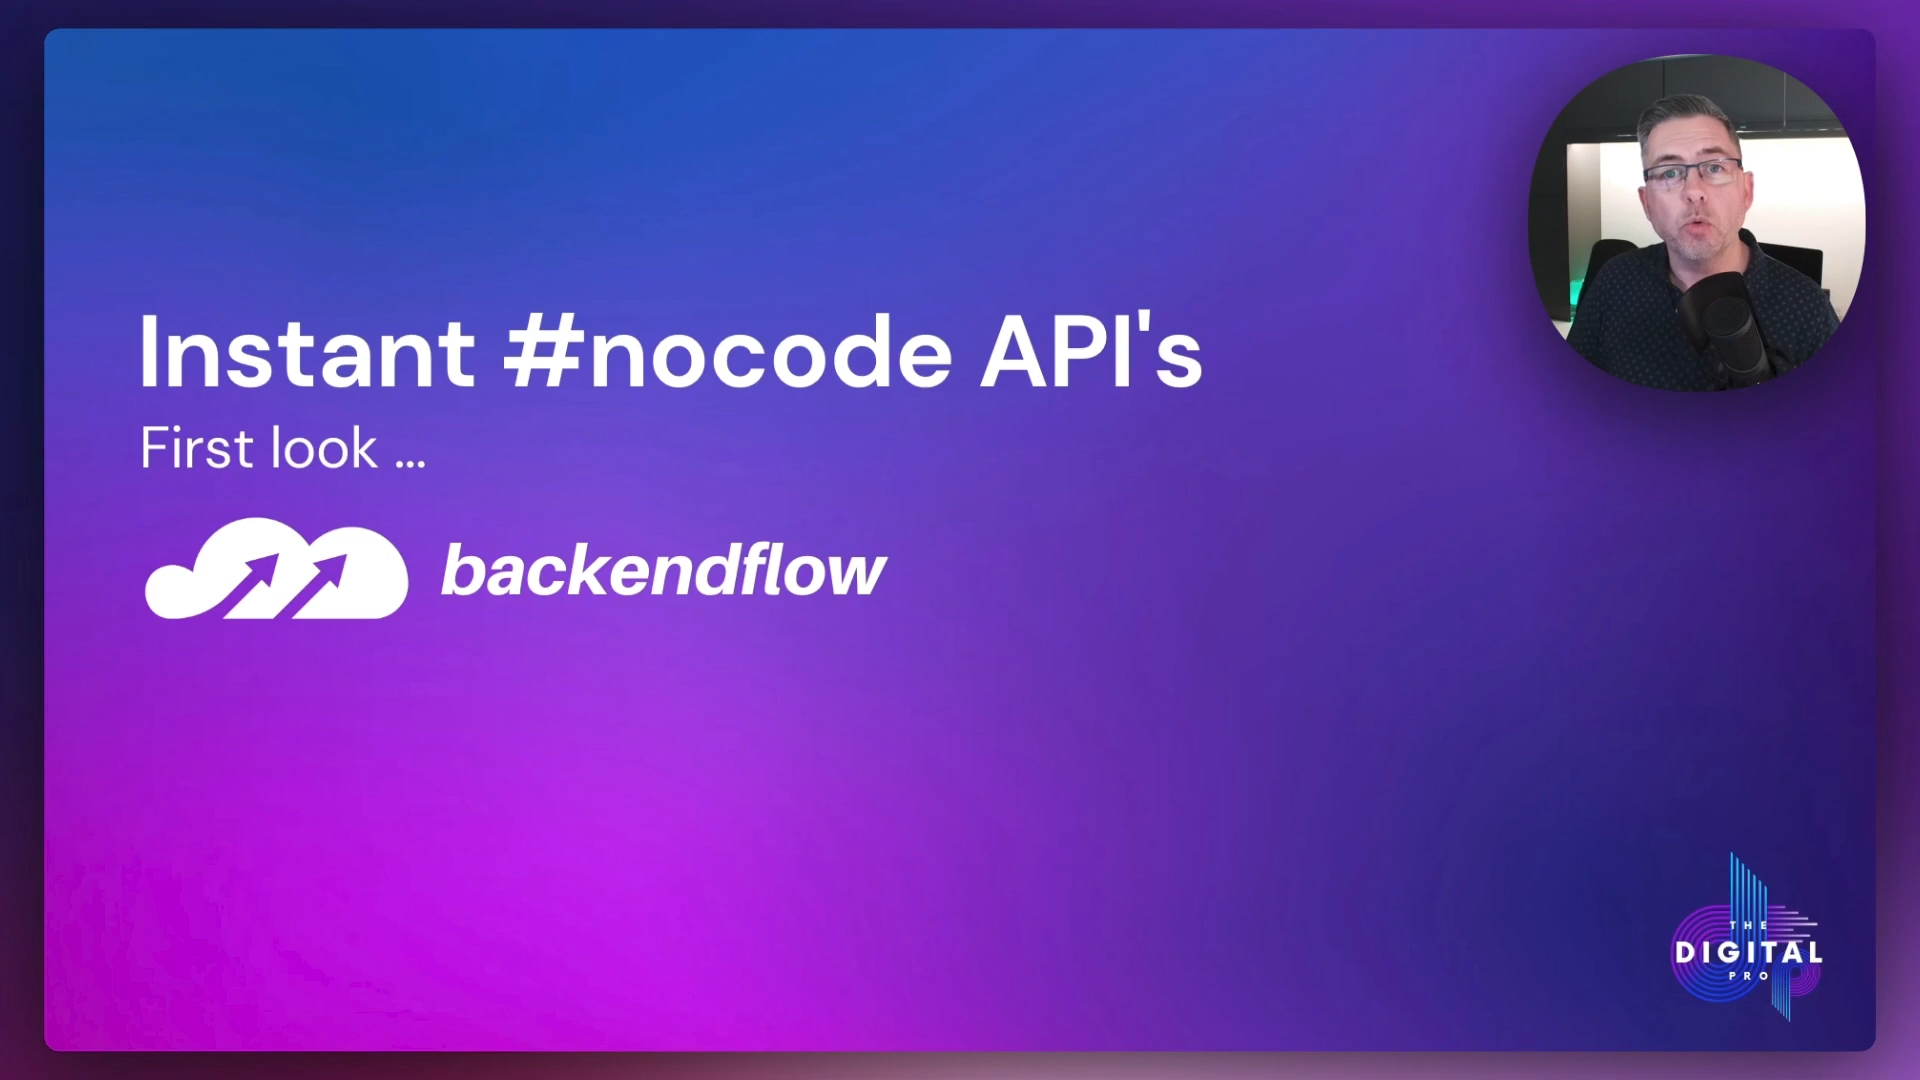 Instant #nocode API's
First look ...
backendflow
THE
DIGITAL
PRO